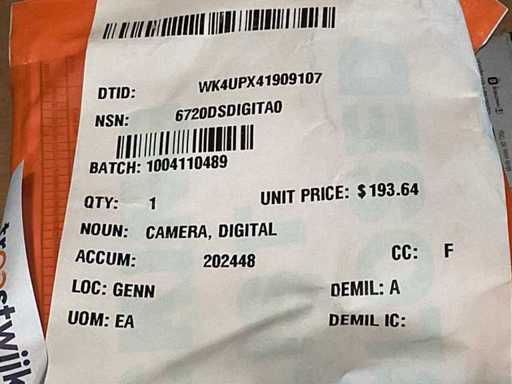 DTID: WK4UPX41909107
NSN: 6720DSDIGITA0
BATCH: 1004110489
QTY: 1 UNIT PRICE: $193.64
NOUN: CAMERA, DIGITAL
ACCUM: 202448 CC: F
LOC: GENN DEMIL: A
UOM: EA DEMIL IC: